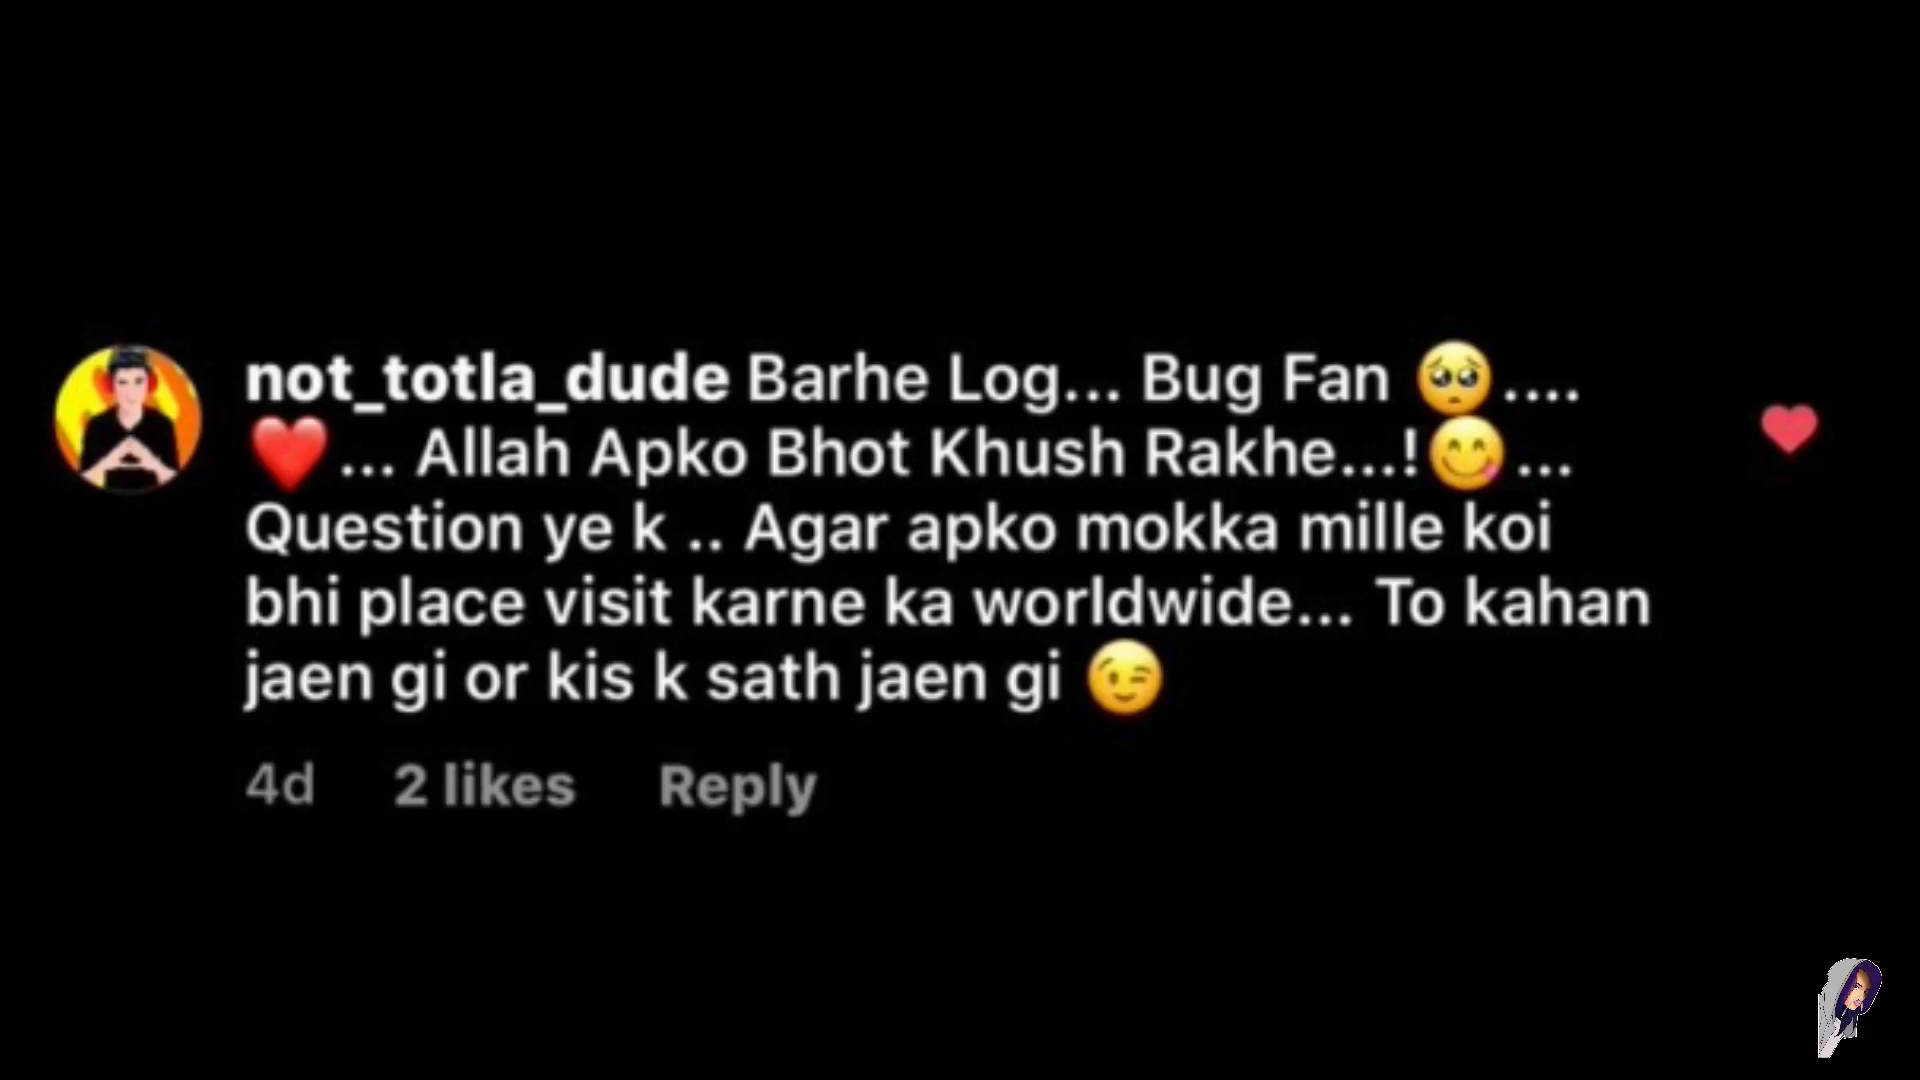 not_totla_dude Barhe Log... Bug Fan 🥺....
❤️... Allah Apko Bhot Khush Rakhe...!😋...
Question ye k .. Agar apko mokka mille koi
bhi place visit karne ka worldwide... To kahan
jaen gi or kis k sath jaen gi 😉
4d 2 likes Reply